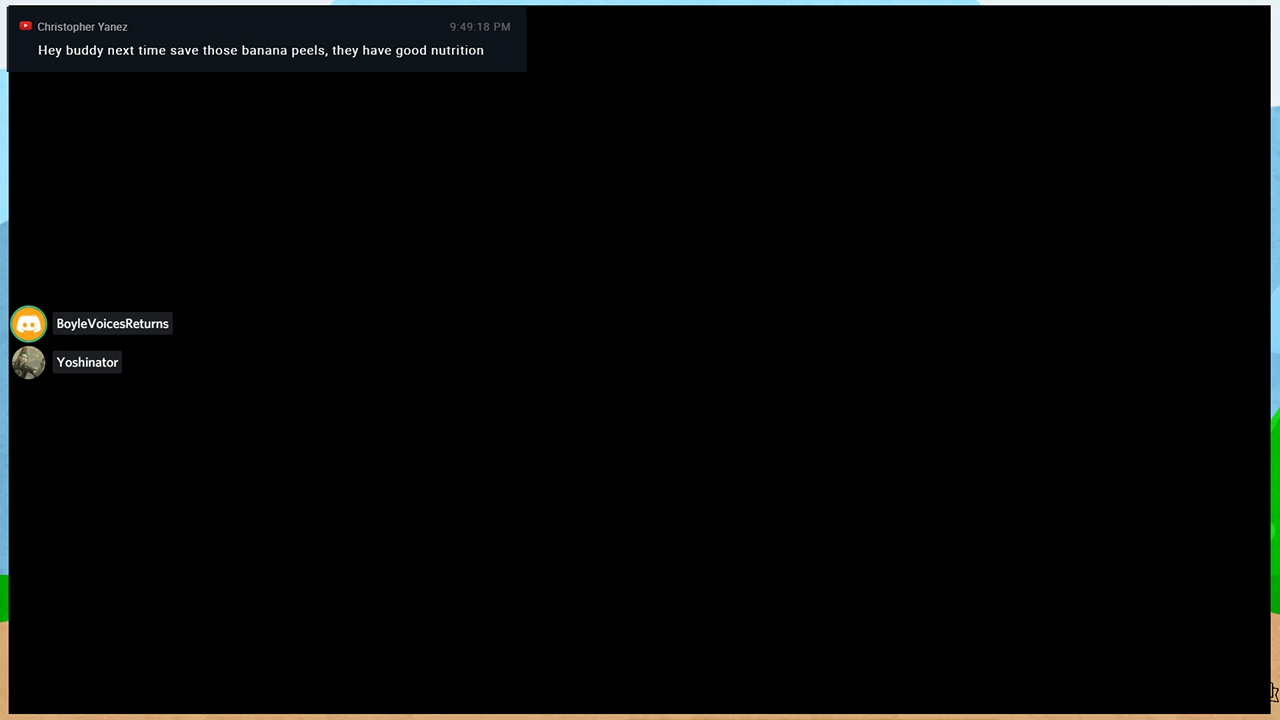 Christopher Yanez 9:49:18 PM
Hey buddy next time save those banana peels, they have good nutrition
BoyleVoicesReturns
Yoshinator